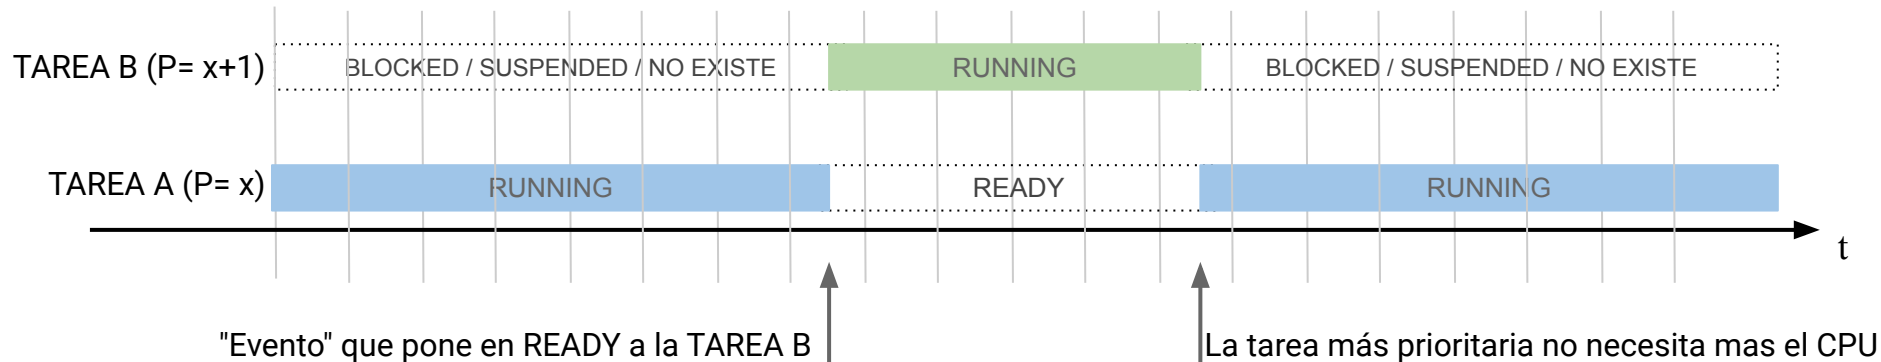 TAREA B (P= x+1)
BLOCKED / SUSPENDED / NO EXISTE
RUNNING
BLOCKED / SUSPENDED / NO EXISTE
TAREA A (P= x)
RUNNING
READY
RUNNING
t
"Evento" que pone en READY a la TAREA B
La tarea más prioritaria no necesita mas el CPU